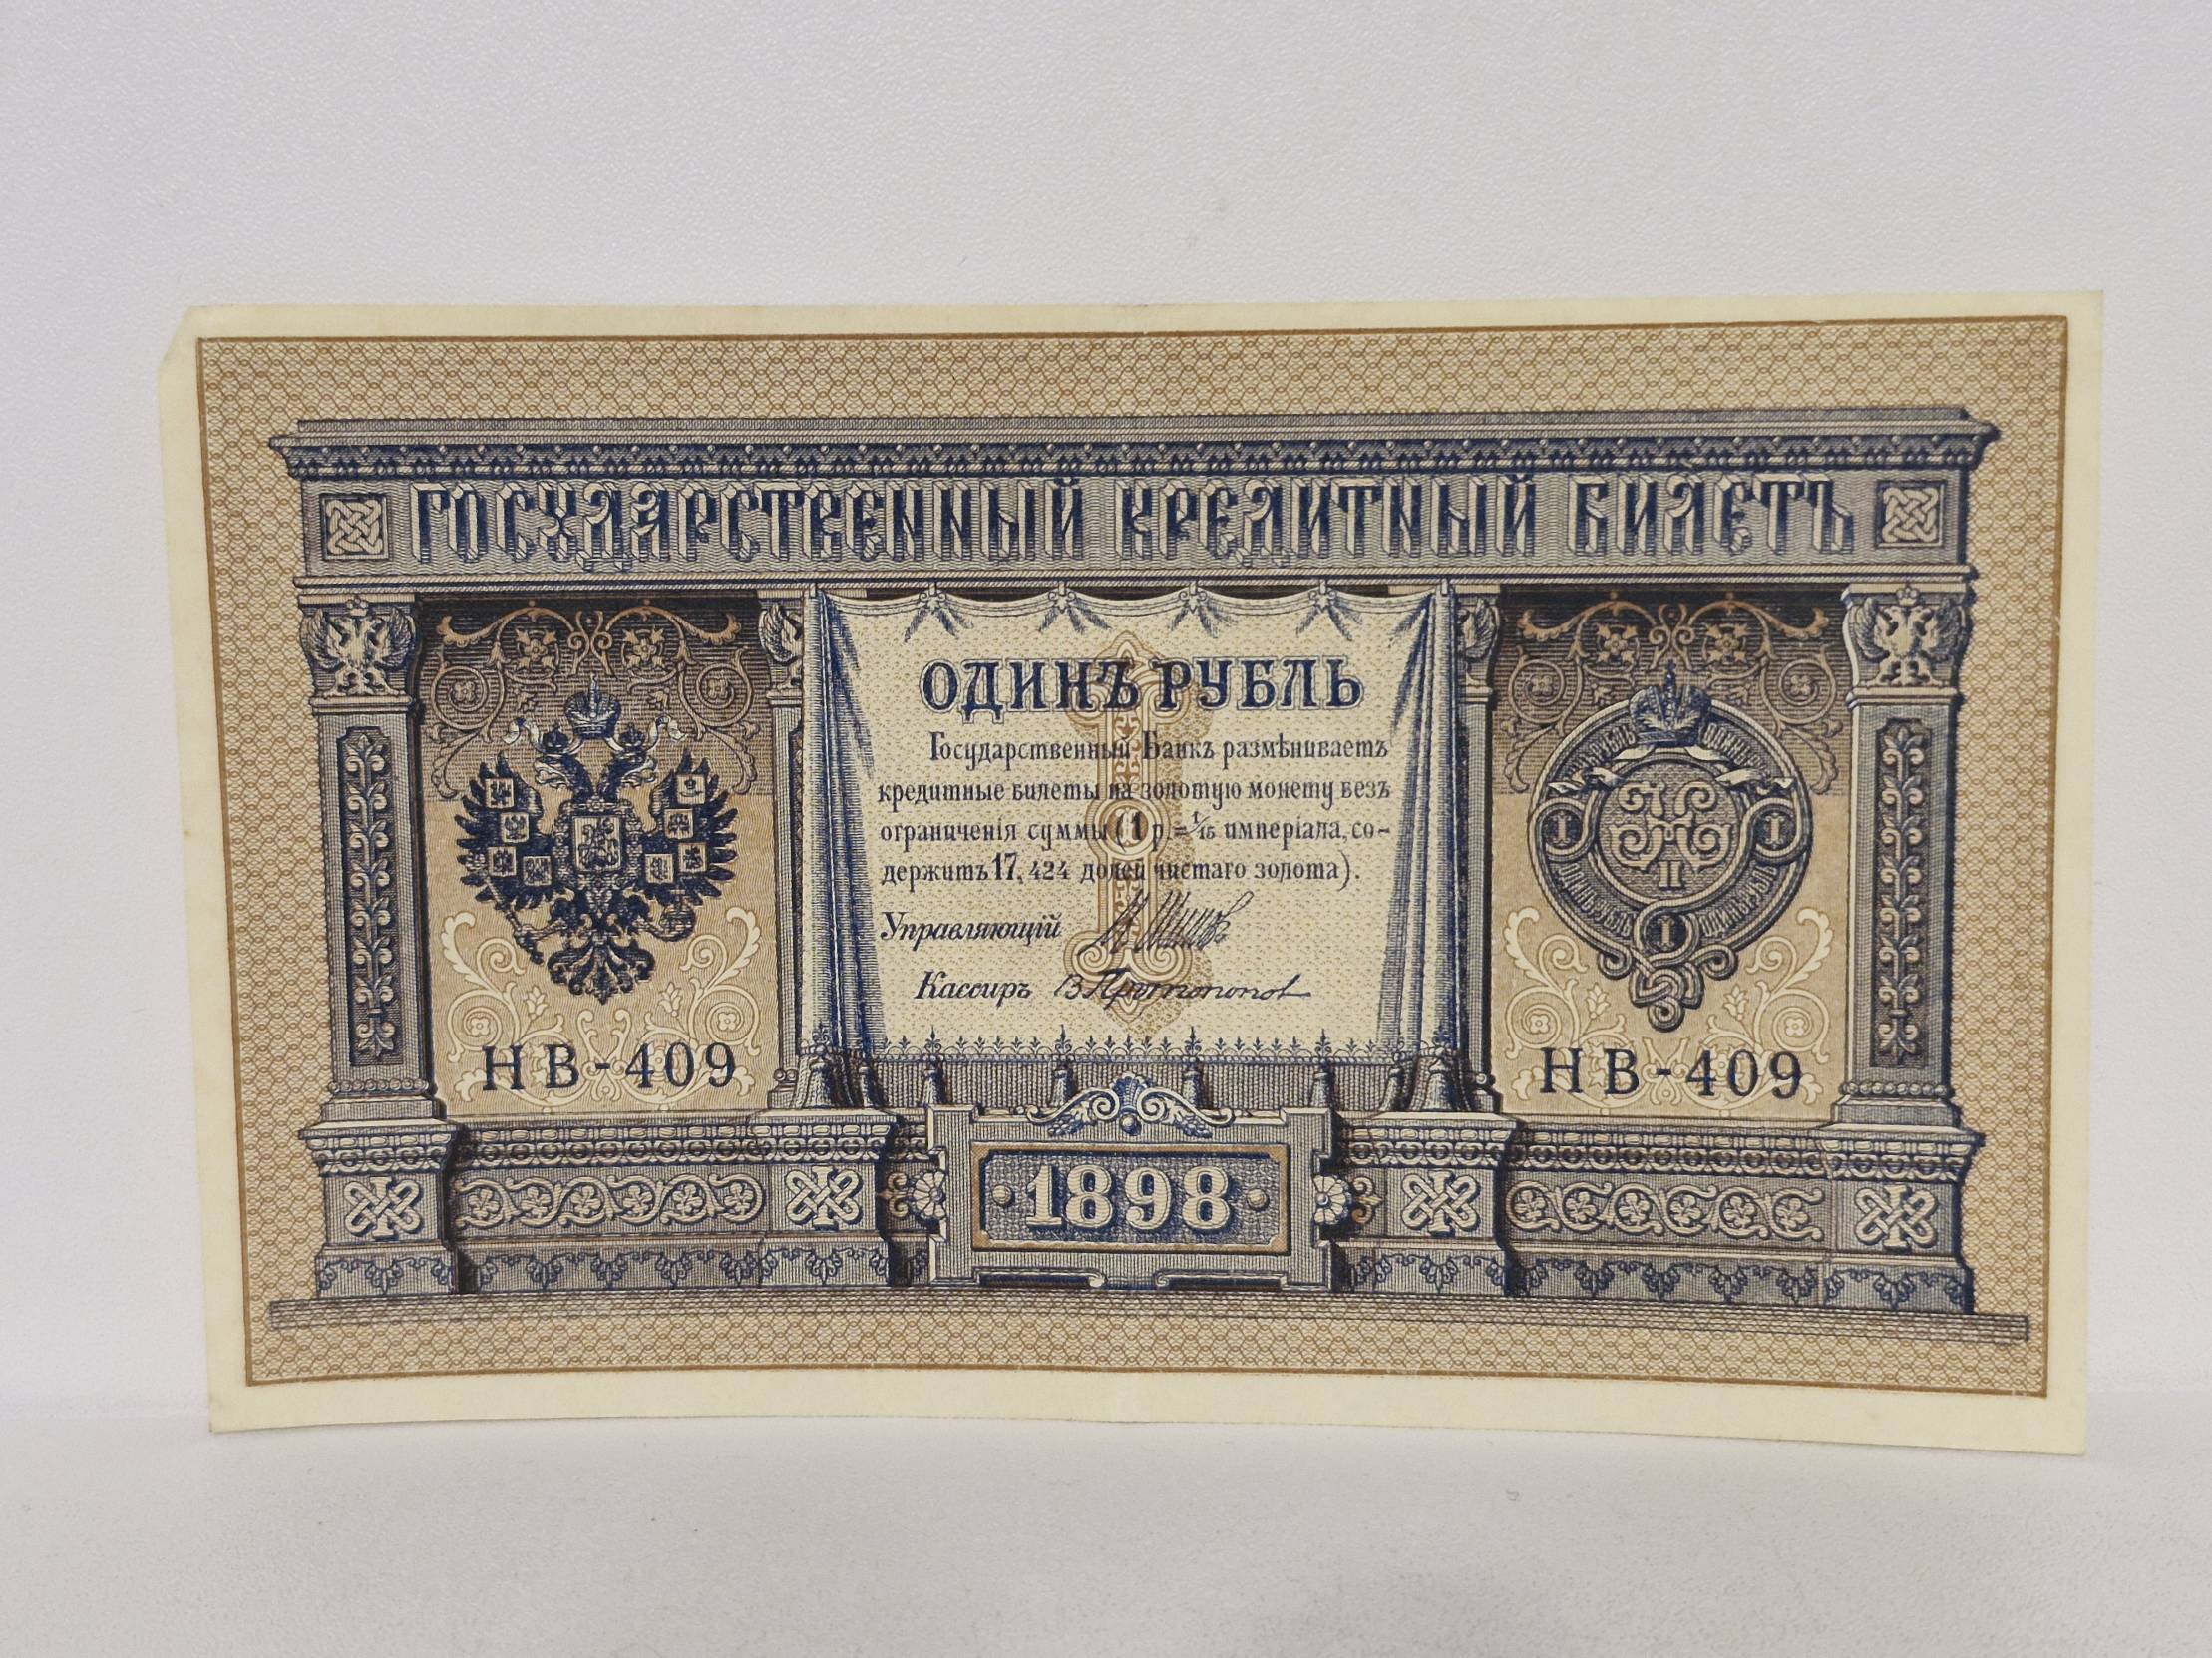 ГОСУДАРСТВЕННЫЙ КРЕДИТНЫЙ БИЛЕТЪ
ОДИНЪ РУБЛЬ
Государственный Банкъ размѣниваетъ
кредитные билеты на золотую монету безъ
ограниченія суммы (1 р.=1/15 имперіала, со-
держитъ 17, 424 долей чистаго золота).
Управляющій
Кассиръ В Протопопов
НВ-409
НВ-409
1898